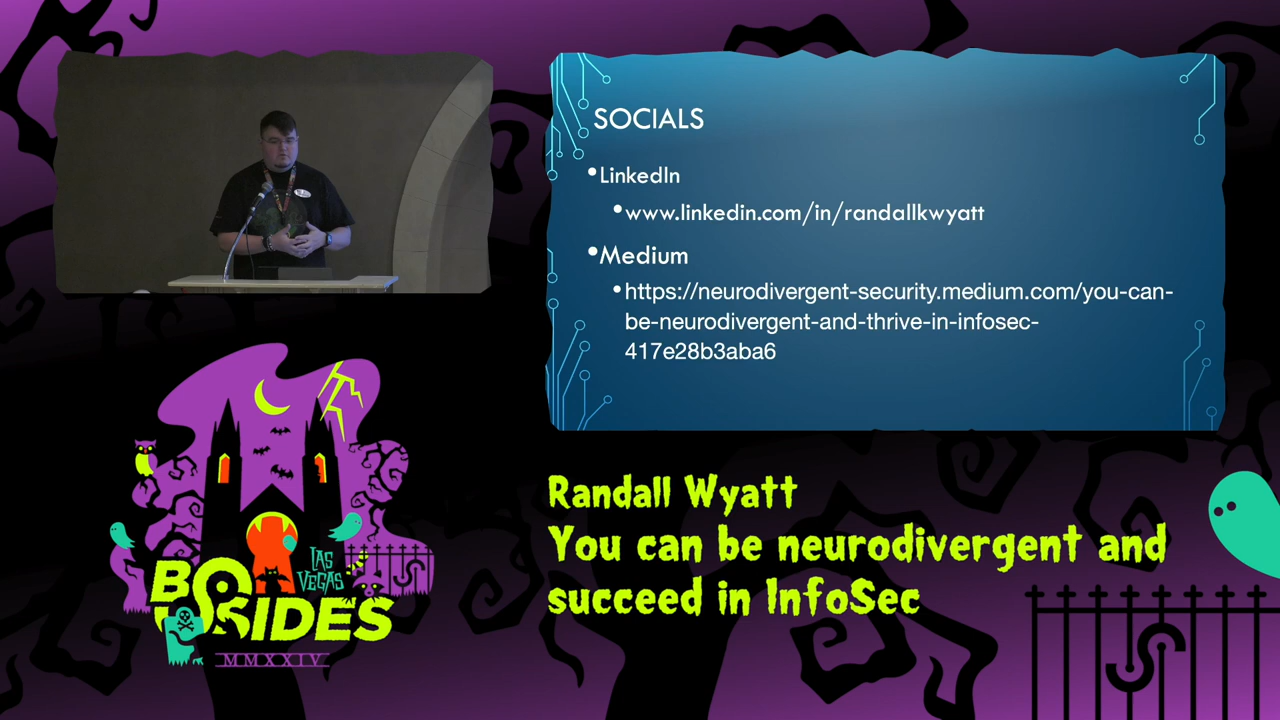 SOCIALS
•LinkedIn
•www.linkedin.com/in/randallkwyatt
•Medium
•https://neurodivergent-security.medium.com/you-can-
be-neurodivergent-and-thrive-in-infosec-
417e28b3aba6
Randall Wyatt
You can be neurodivergent and
succeed in InfoSec
LAS
VEGAS
BSIDES
MMXXIV